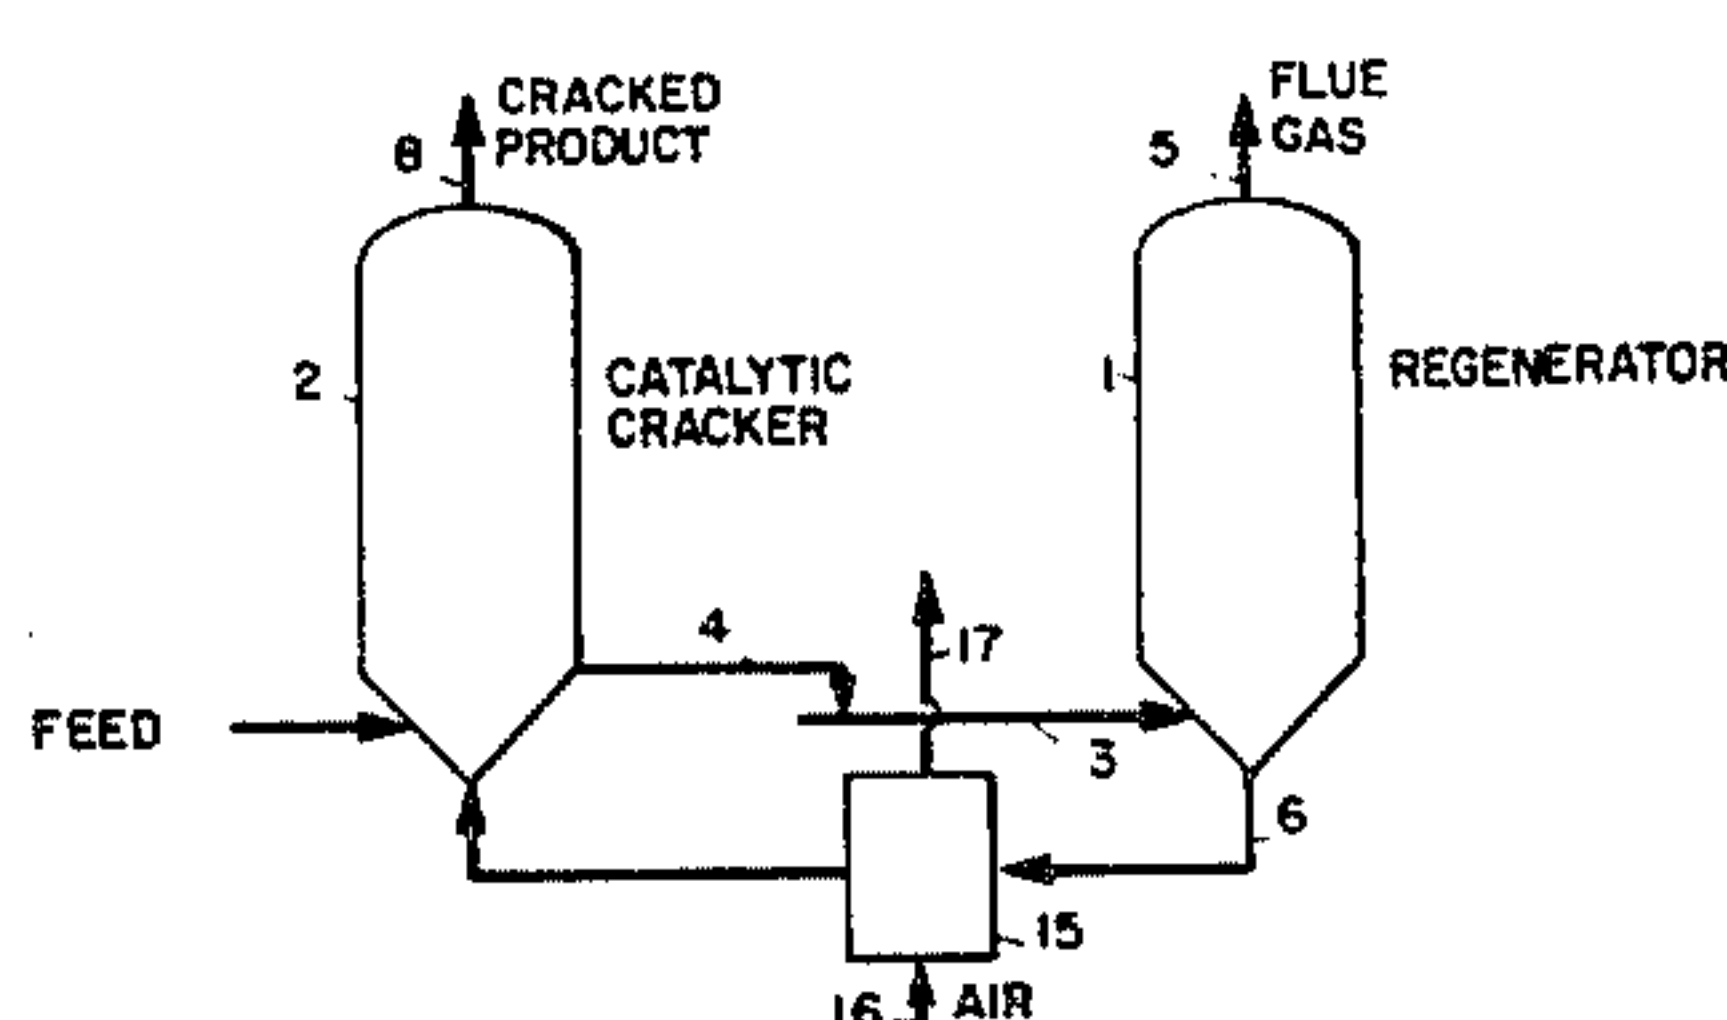 CRACKED
PRODUCT
8
FLUE
GAS
5
2
CATALYTIC
CRACKER
1
REGENERATOR
4
17
FEED
3
6
15
16
AIR